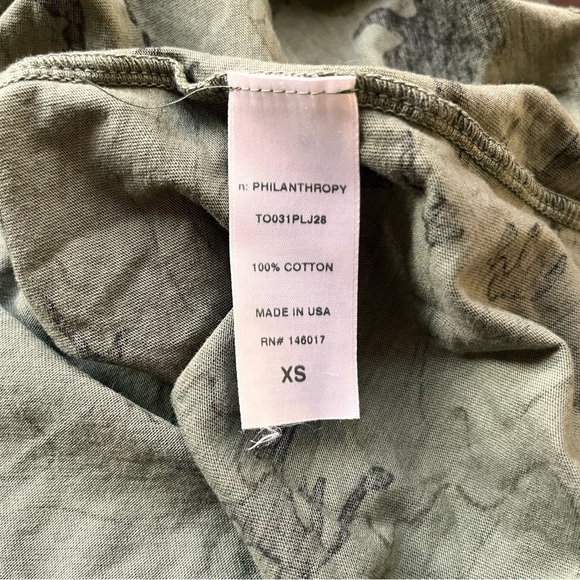 n: PHILANTHROPY
TO031PLJ28
100% COTTON
MADE IN USA
RN# 146017
XS